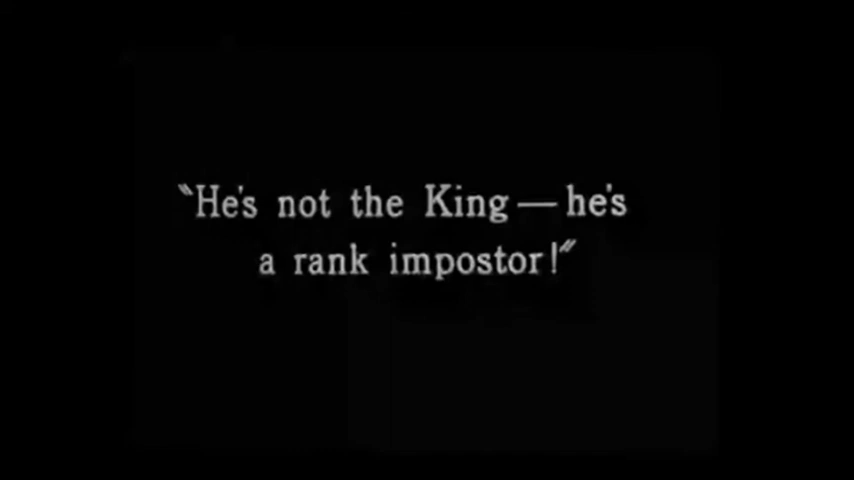 "He's not the King — he's
a rank impostor!"